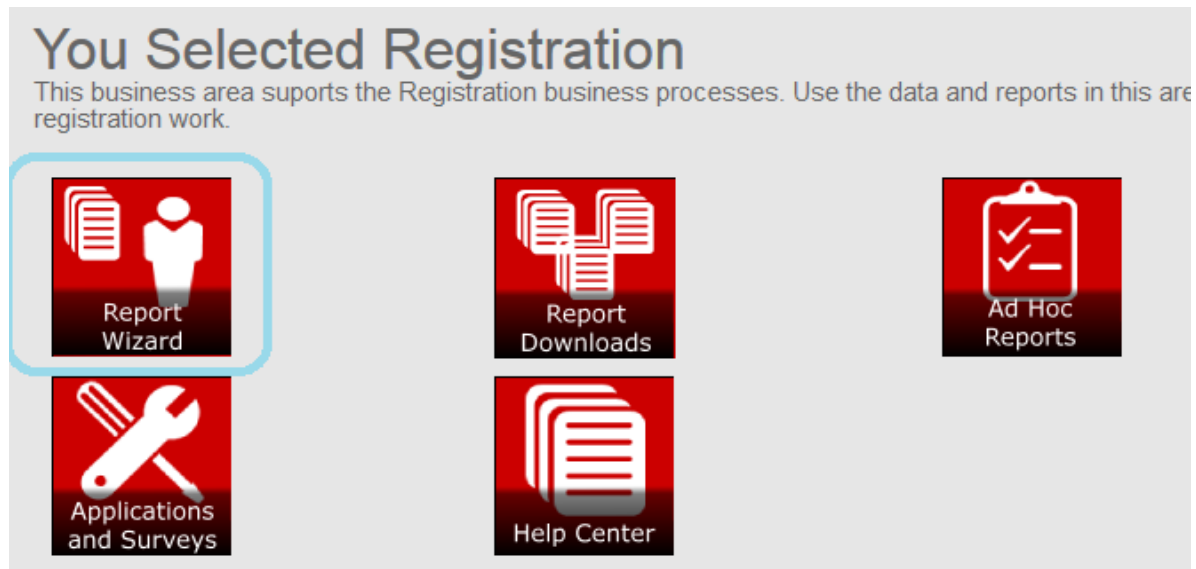 You Selected Registration
This business area suports the Registration business processes. Use the data and reports in this
registration work.
Report
Wizard
Report
Downloads
Ad Hoc
Reports
Applications
and Surveys
Help Center